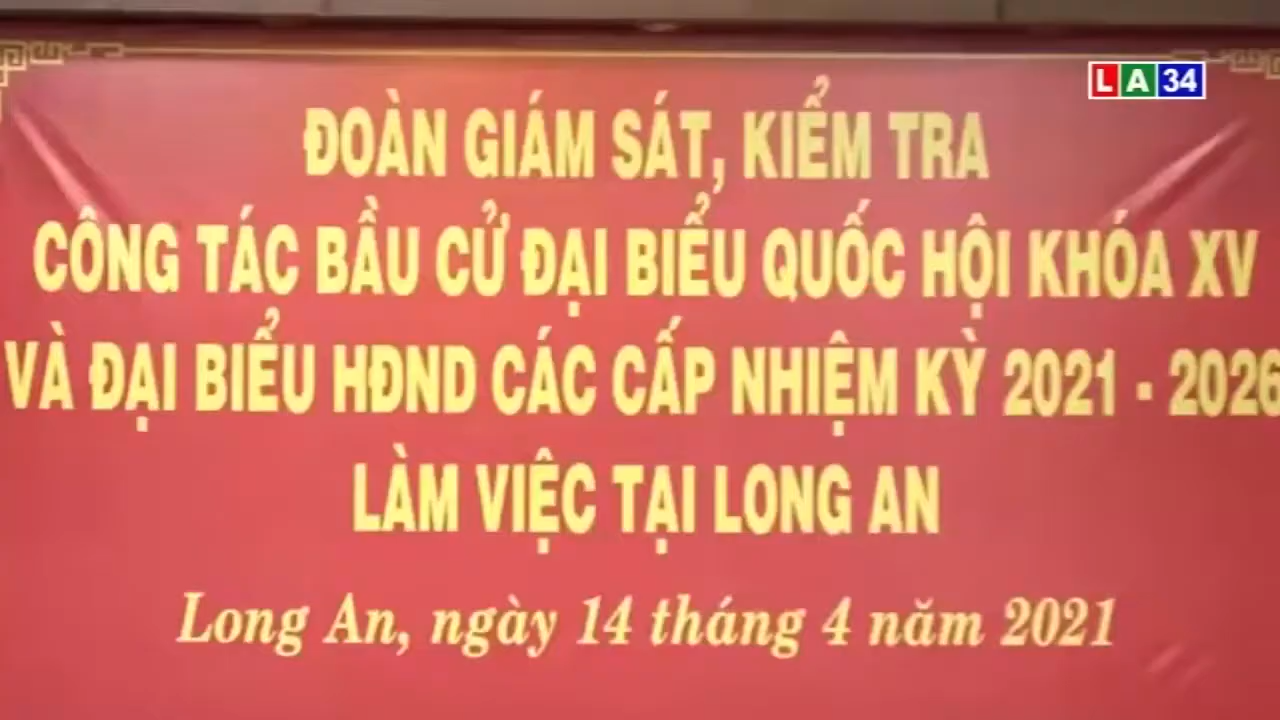 LA34
ĐOÀN GIÁM SÁT, KIỂM TRA
CÔNG TÁC BẦU CỬ ĐẠI BIỂU QUỐC HỘI KHÓA XV
VÀ ĐẠI BIỂU HĐND CÁC CẤP NHIỆM KỲ 2021 - 2026
LÀM VIỆC TẠI LONG AN
Long An, ngày 14 tháng 4 năm 2021